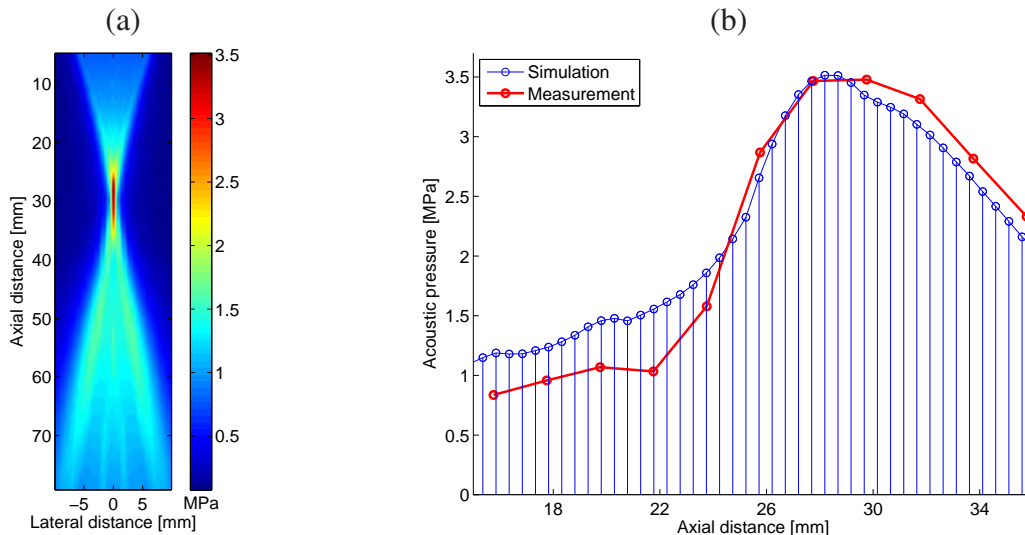 (a)
10
20
30
40
50
60
70
Axial distance [mm]
−5 0 5
Lateral distance [mm]
3.5
3
2.5
2
1.5
1
0.5
MPa
(b)
Simulation
Measurement
3.5
3
2.5
2
1.5
1
0.5
0
Acoustic pressure [MPa]
18 22 26 30 34
Axial distance [mm]